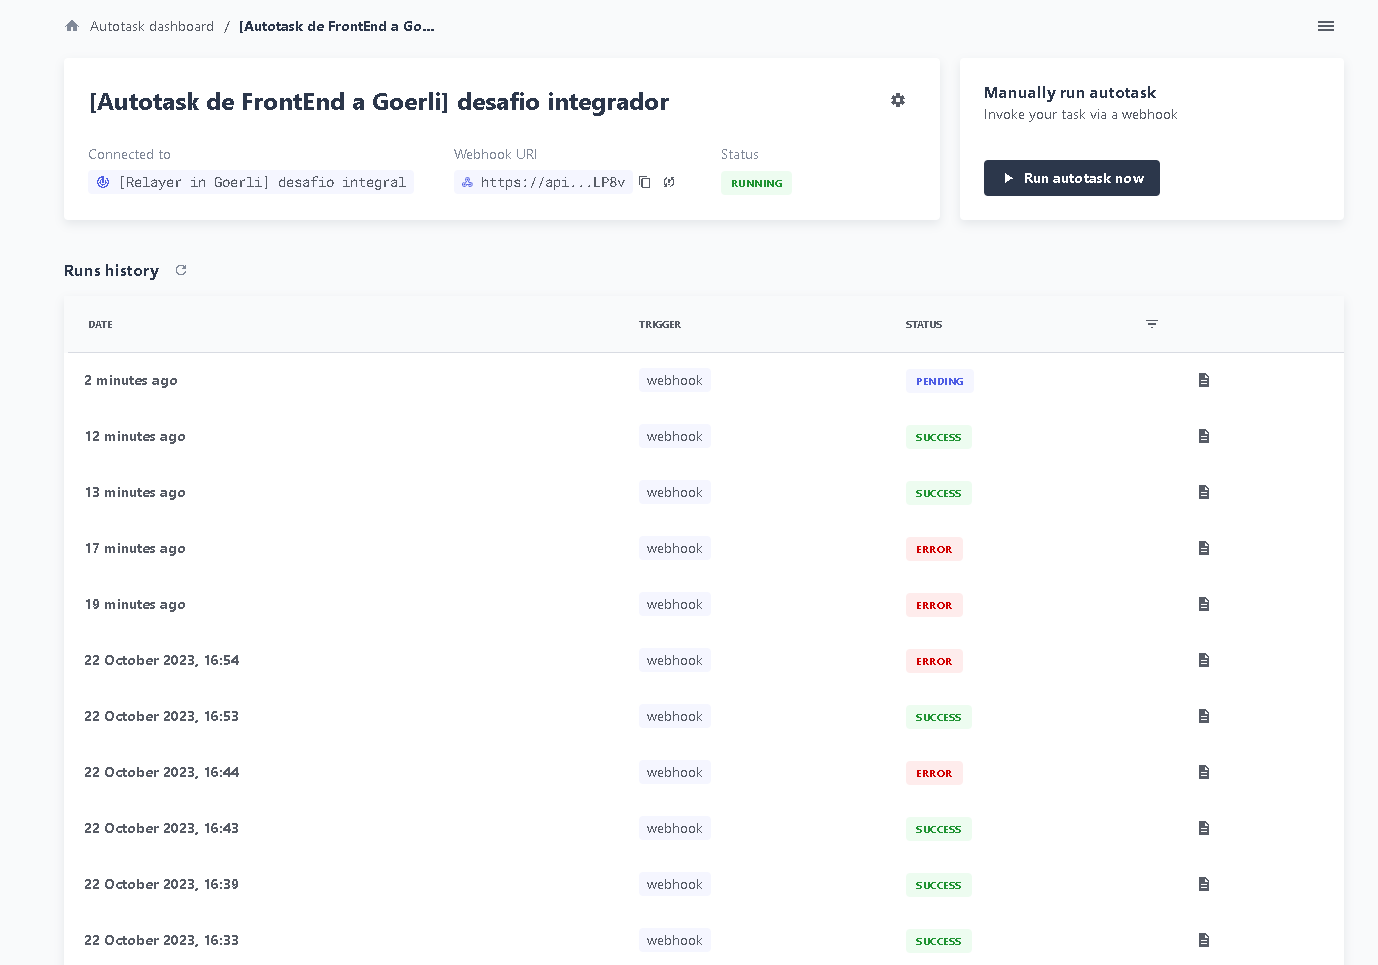 Autotask dashboard / [Autotask de FrontEnd a Go...
[Autotask de FrontEnd a Goerli] desafio integrador
Connected to
[Relayer in Goerli] desafio integral
Webhook URI
https://api...LP8v
Status
RUNNING
Manually run autotask
Invoke your task via a webhook
Run autotask now
Runs history
DATE TRIGGER STATUS
2 minutes ago webhook PENDING
12 minutes ago webhook SUCCESS
13 minutes ago webhook SUCCESS
17 minutes ago webhook ERROR
19 minutes ago webhook ERROR
22 October 2023, 16:54 webhook ERROR
22 October 2023, 16:53 webhook SUCCESS
22 October 2023, 16:44 webhook ERROR
22 October 2023, 16:43 webhook SUCCESS
22 October 2023, 16:39 webhook SUCCESS
22 October 2023, 16:33 webhook SUCCESS